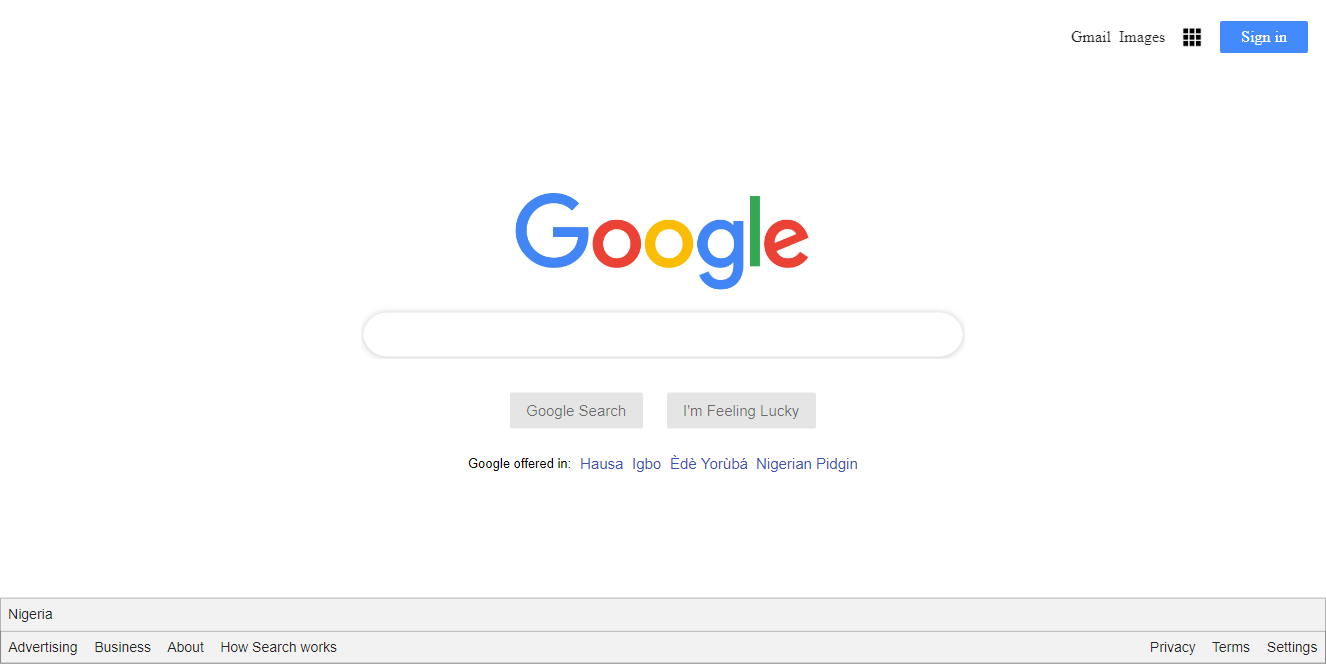 Gmail Images Sign in
Google
Google Search I'm Feeling Lucky
Google offered in: Hausa Igbo Èdè Yorùbá Nigerian Pidgin
Nigeria
Advertising Business About How Search works Privacy Terms Settings